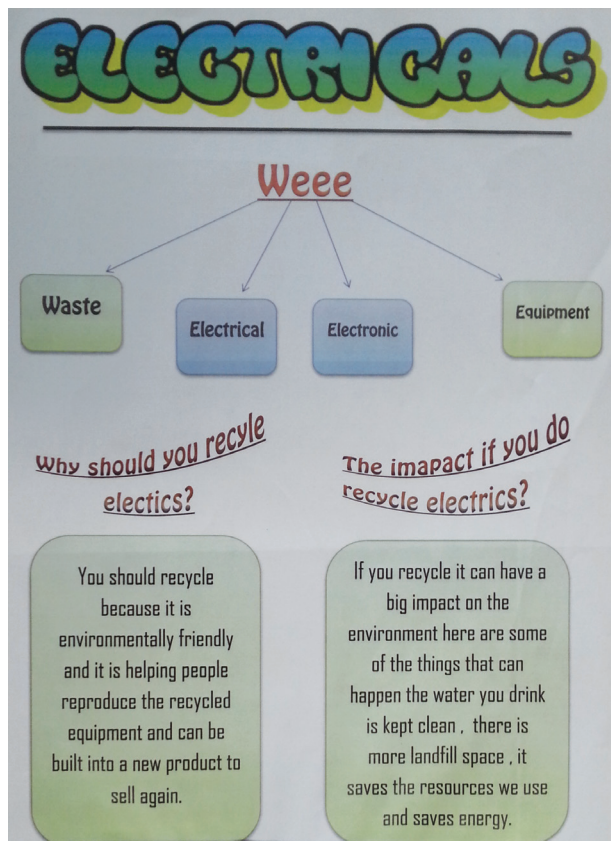 ELECTRICALS
Weee
Waste
Electrical
Electronic
Equipment
Why should you recyle
electics?
You should recycle
because it is
environmentally friendly
and it is helping people
reproduce the recycled
equipment and can be
built into a new product to
sell again.
The imapact if you do
recycle electrics?
If you recycle it can have a
big impact on the
environment here are some
of the things that can
happen the water you drink
is kept clean , there is
more landfill space , it
saves the resources we use
and saves energy.